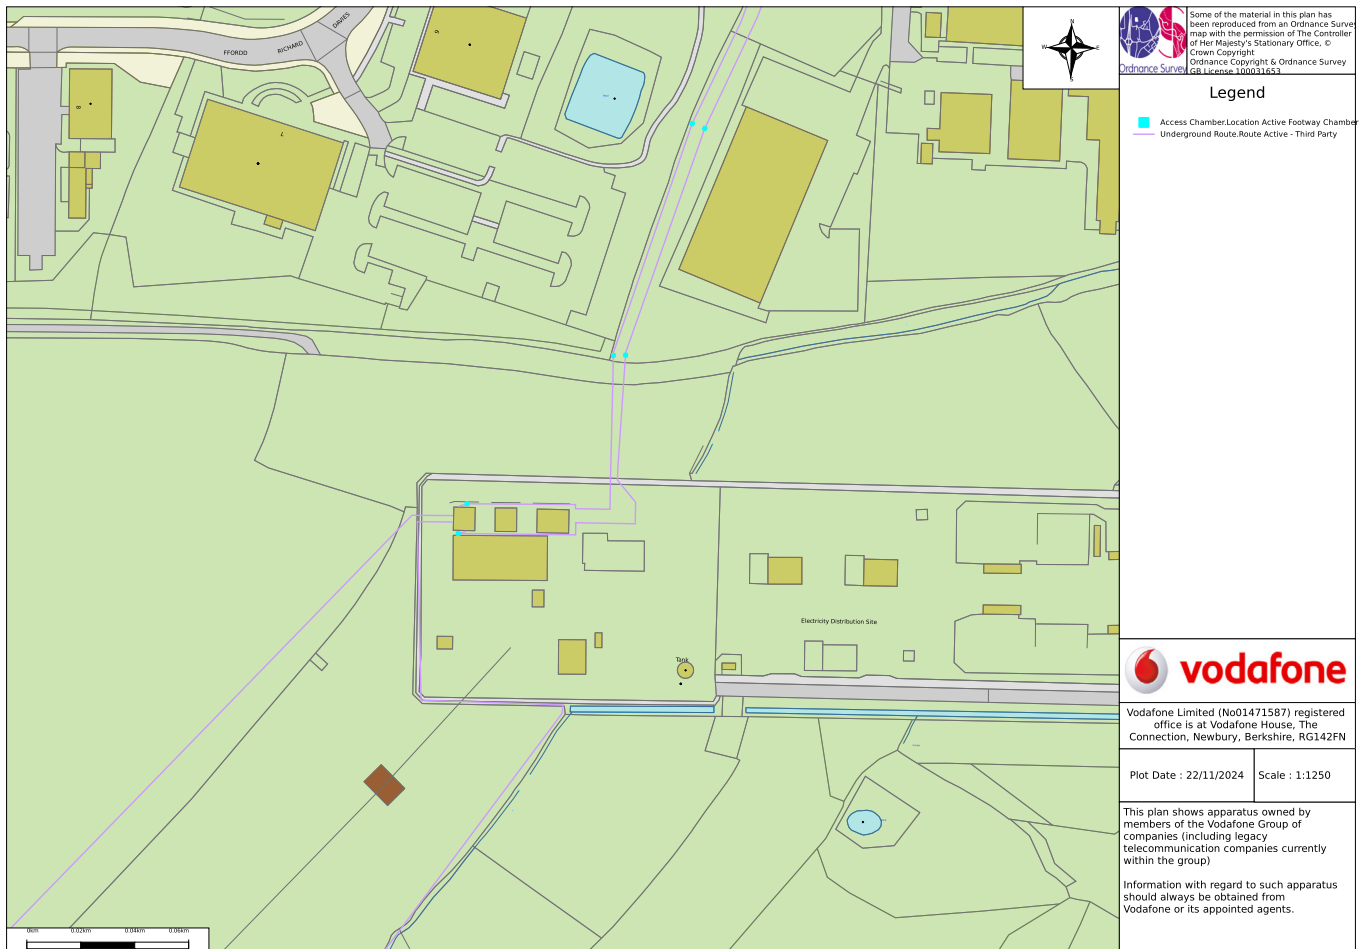 FFORDD
RICHARD
DAVIES
6
8
7
N
W
E
S
Tank
Electricity Distribution Site
0km
0.02km
0.04km
0.06km
Ordnance Survey
Some of the material in this plan has
been reproduced from an Ordnance Survey
map with the permission of The Controller
of Her Majesty's Stationary Office, ©
Crown Copyright
Ordnance Copyright & Ordnance Survey
GB License 100031653
Legend
Access Chamber.Location Active Footway Chamber
Underground Route.Route Active - Third Party
vodafone
Vodafone Limited (No01471587) registered
office is at Vodafone House, The
Connection, Newbury, Berkshire, RG142FN
Plot Date : 22/11/2024
Scale : 1:1250
This plan shows apparatus owned by
members of the Vodafone Group of
companies (including legacy
telecommunication companies currently
within the group)
Information with regard to such apparatus
should always be obtained from
Vodafone or its appointed agents.